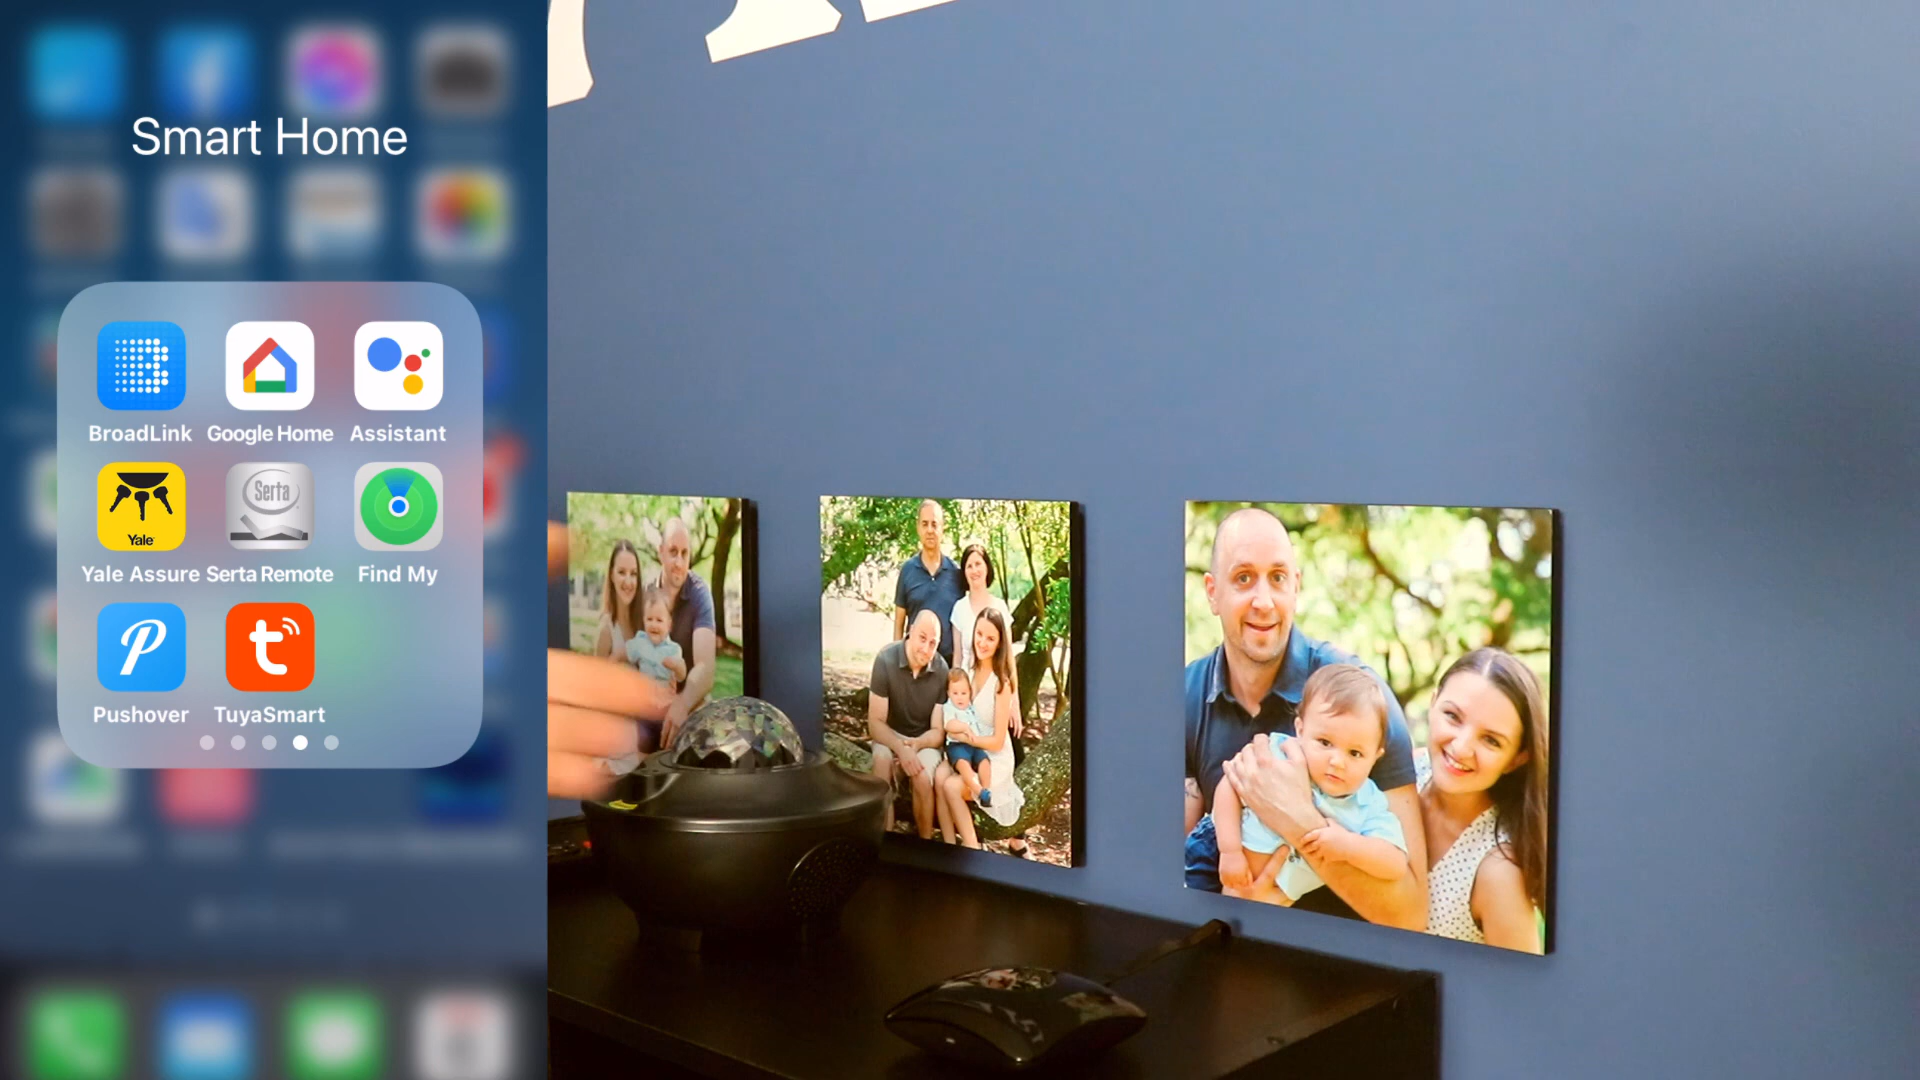 Smart Home
BroadLink Google Home Assistant
Yale
Serta
Yale Assure Serta Remote Find My
Pushover TuyaSmart